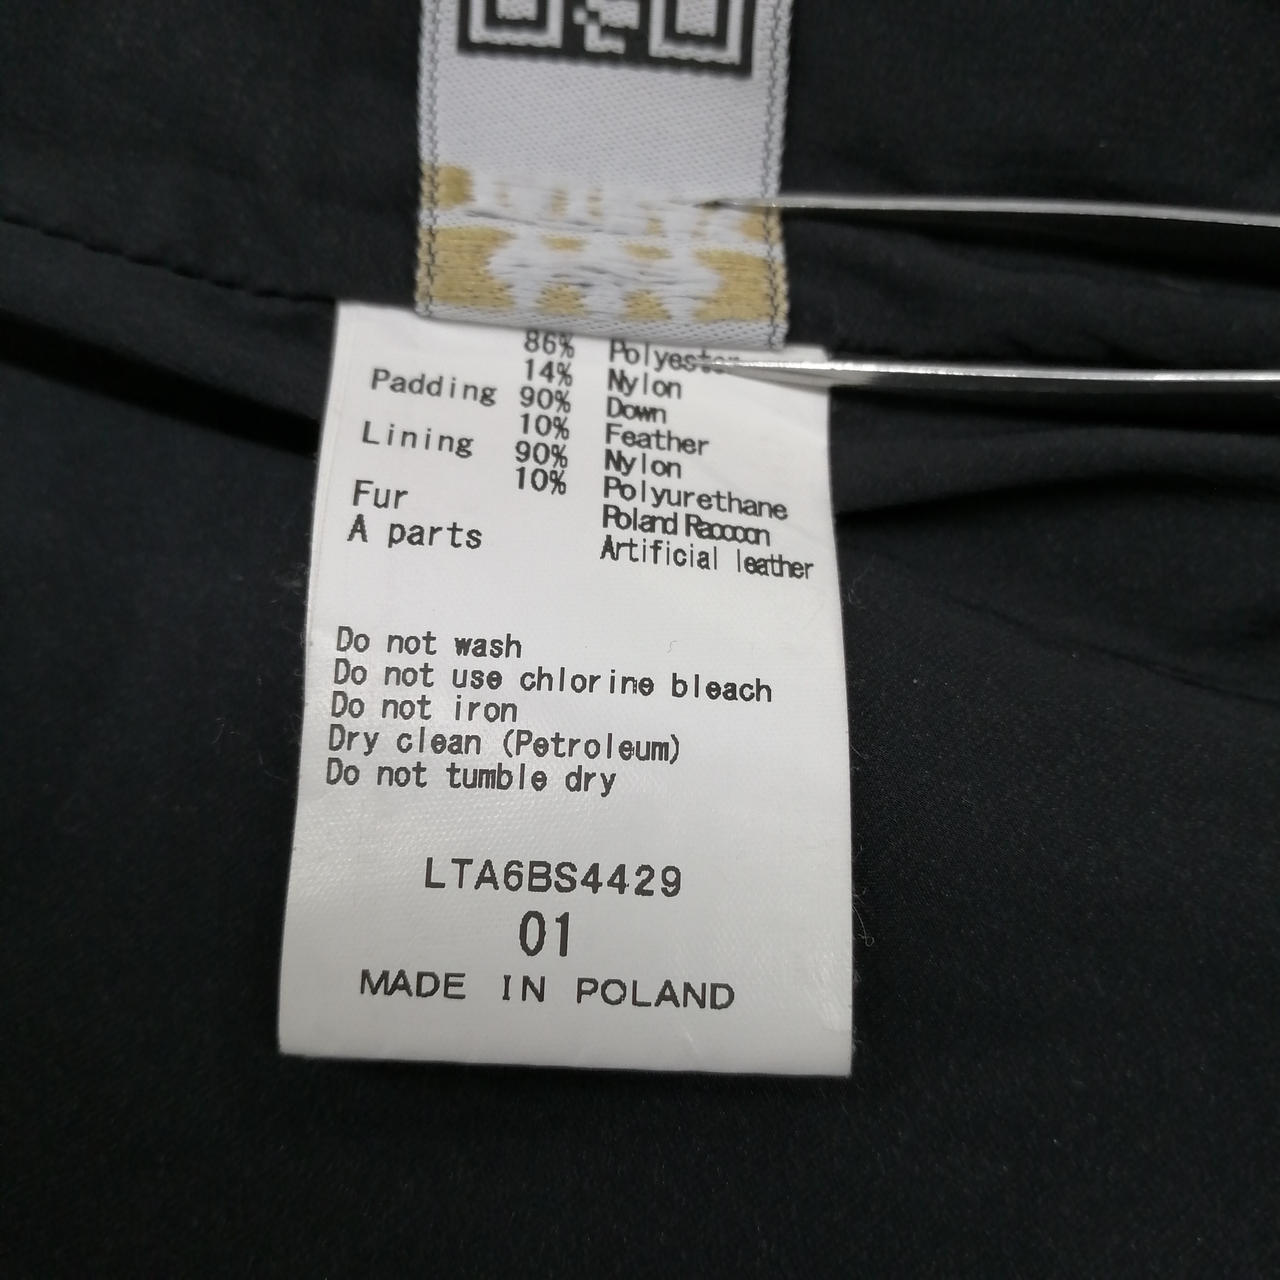 86% Polyester
14% Nylon
Padding 90% Down
10% Feather
Lining 90% Nylon
10% Polyurethane
Fur Poland Racooon
A parts Artificial leather
Do not wash
Do not use chlorine bleach
Do not iron
Dry clean (Petroleum)
Do not tumble dry
LTA6BS4429
01
MADE IN POLAND